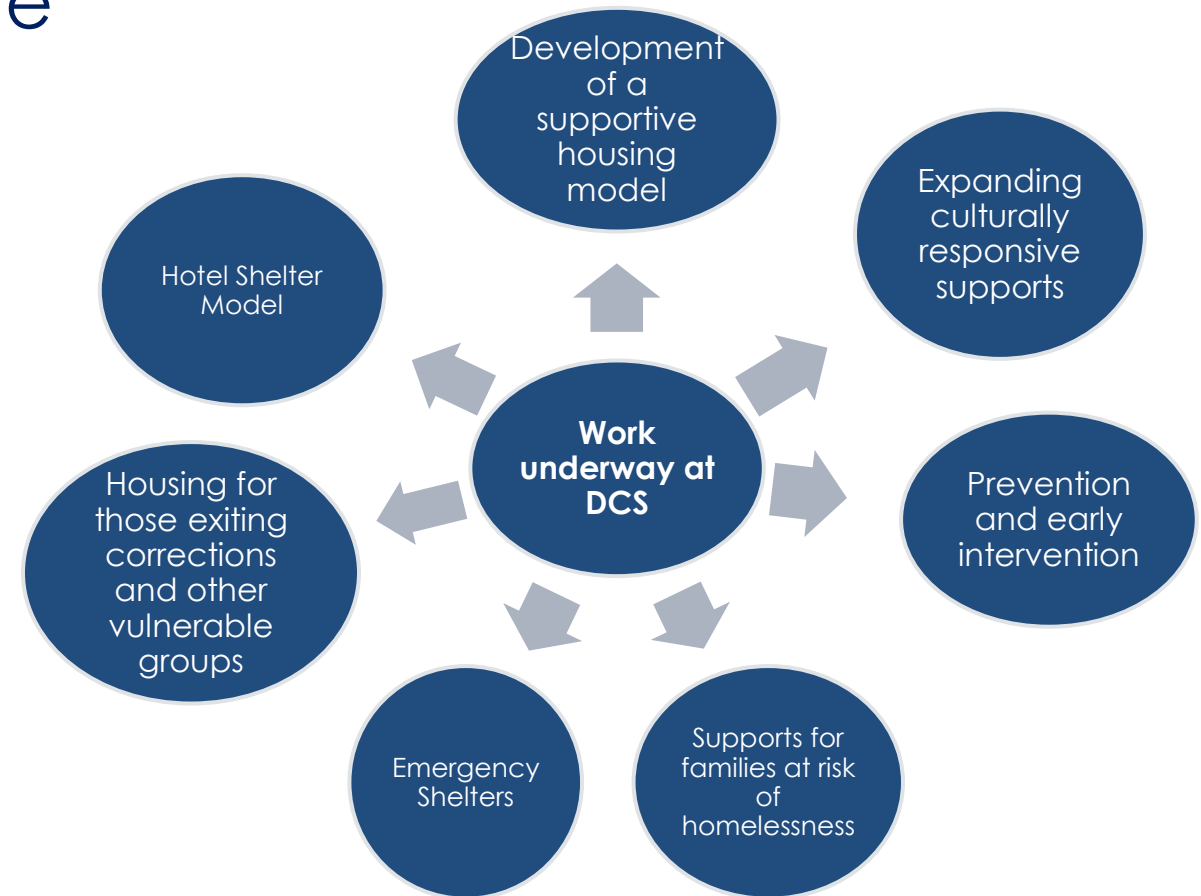 e
Development
of a
supportive
housing
model
Expanding
culturally
responsive
supports
Hotel Shelter
Model
Work
underway at
DCS
Prevention
and early
intervention
Housing for
those exiting
corrections
and other
vulnerable
groups
Emergency
Shelters
Supports for
families at risk
of
homelessness